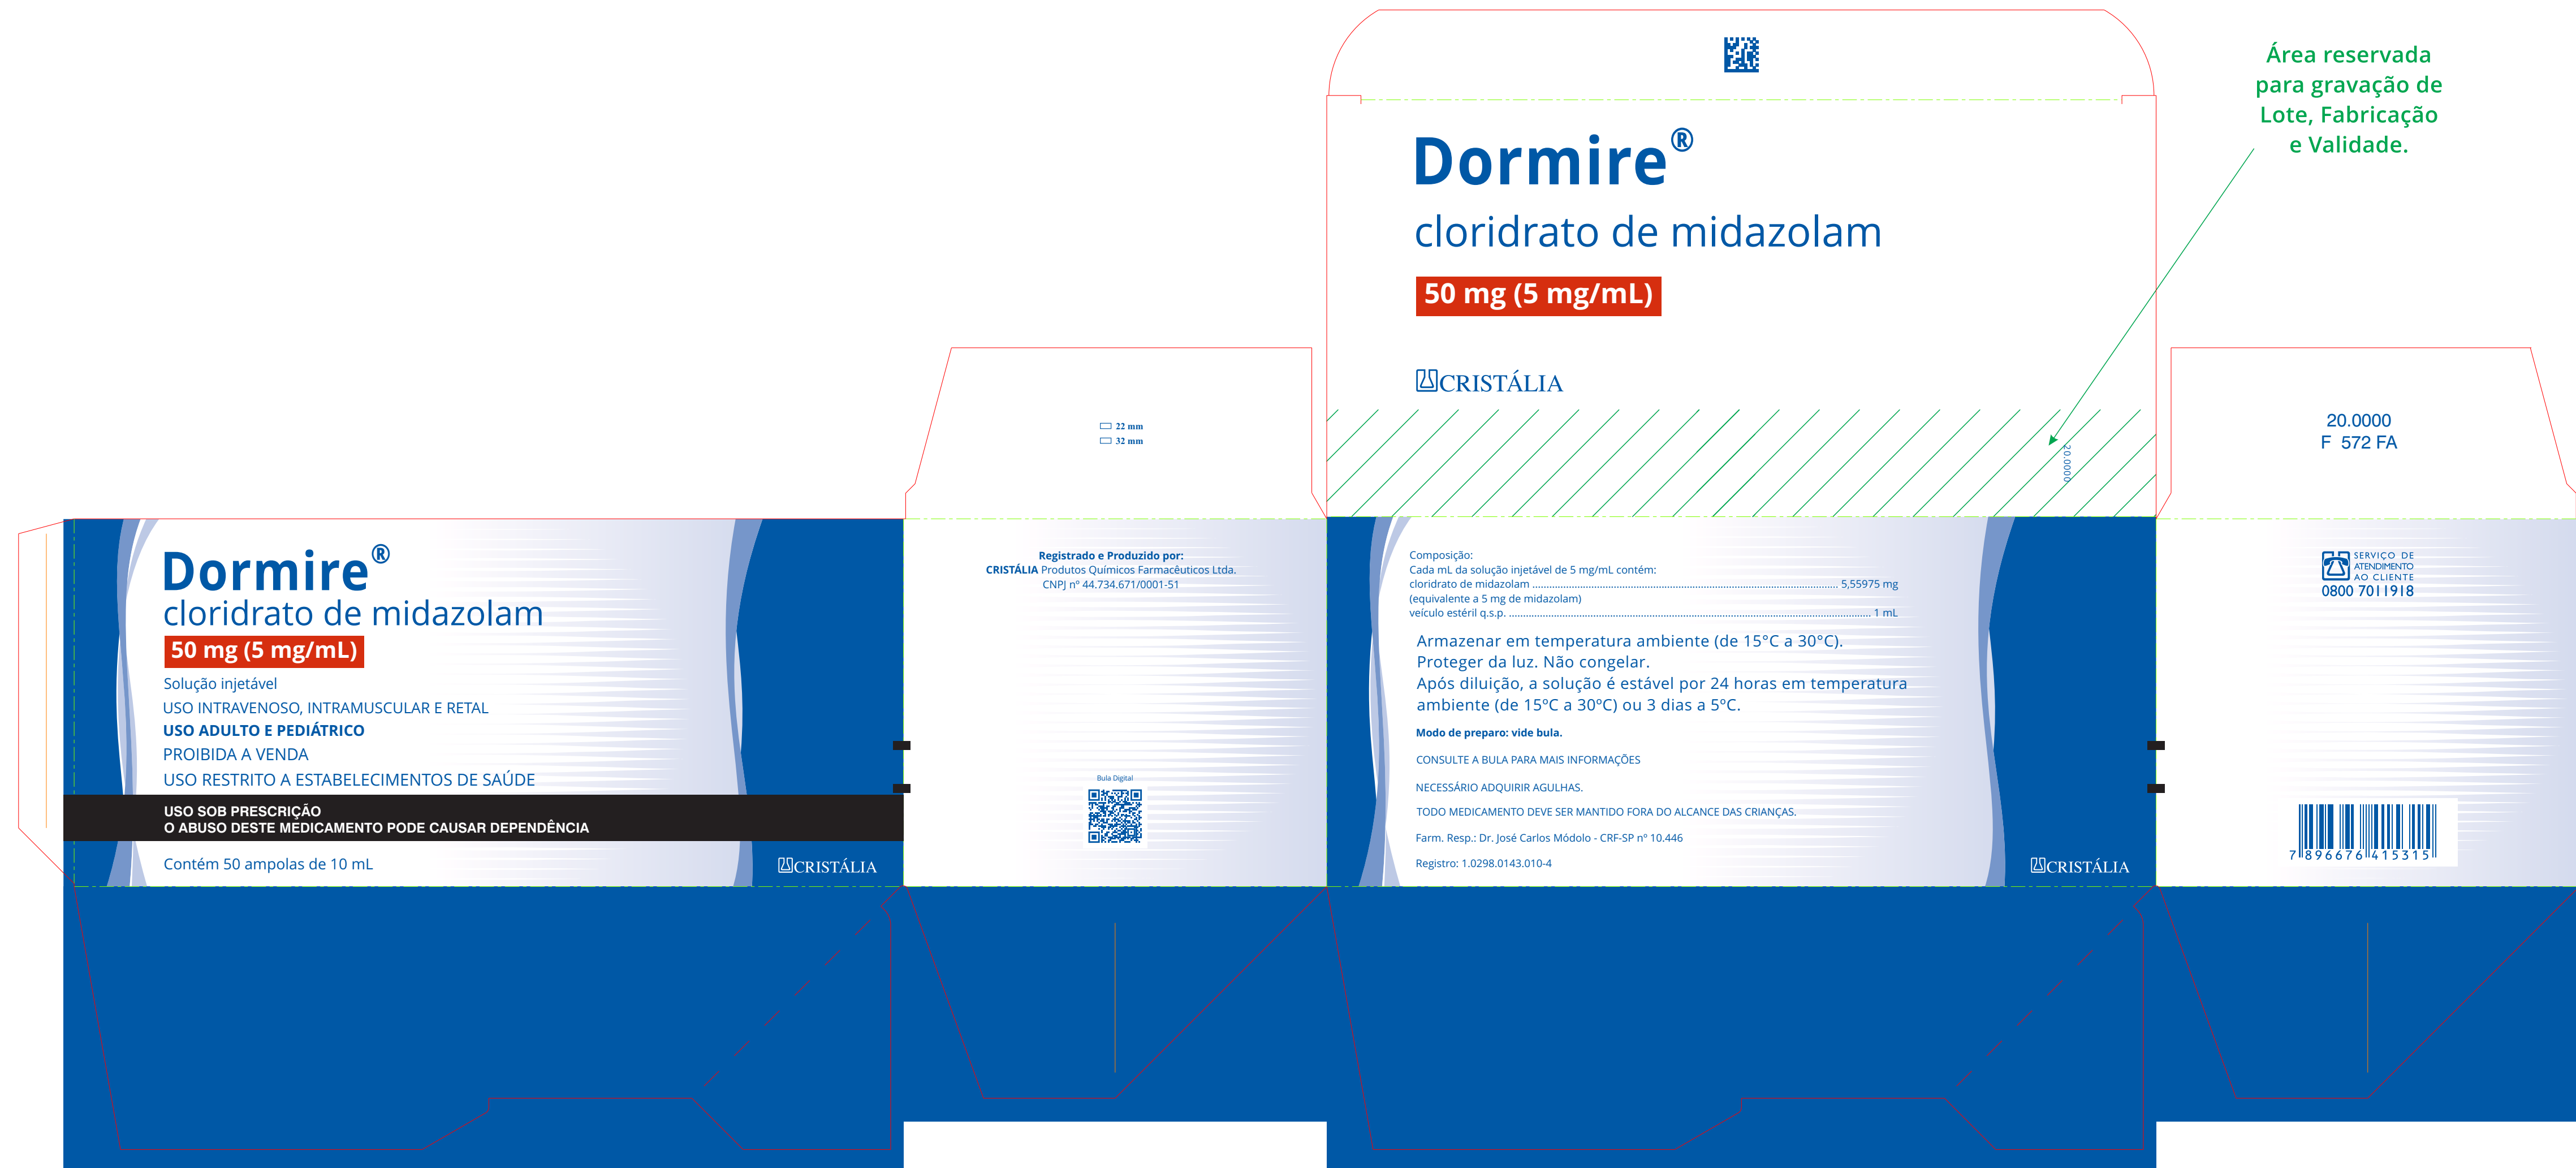 Área reservada
para gravação de
Lote, Fabricação
e Validade.
Dormire®
cloridrato de midazolam
50 mg (5 mg/mL)
CRISTÁLIA
20.0000
22 mm
32 mm
20.0000
F 572 FA
Dormire®
cloridrato de midazolam
50 mg (5 mg/mL)
Solução injetável
USO INTRAVENOSO, INTRAMUSCULAR E RETAL
USO ADULTO E PEDIÁTRICO
PROIBIDA A VENDA
USO RESTRITO A ESTABELECIMENTOS DE SAÚDE
USO SOB PRESCRIÇÃO
O ABUSO DESTE MEDICAMENTO PODE CAUSAR DEPENDÊNCIA
Contém 50 ampolas de 10 mL
CRISTÁLIA
Registrado e Produzido por:
CRISTÁLIA Produtos Químicos Farmacêuticos Ltda.
CNPJ nº 44.734.671/0001-51
Bula Digital
Composição:
Cada mL da solução injetável de 5 mg/mL contém:
cloridrato de midazolam ........................................ 5,55975 mg
(equivalente a 5 mg de midazolam)
veículo estéril q.s.p. ........................................ 1 mL
Armazenar em temperatura ambiente (de 15°C a 30°C).
Proteger da luz. Não congelar.
Após diluição, a solução é estável por 24 horas em temperatura
ambiente (de 15ºC a 30ºC) ou 3 dias a 5ºC.
Modo de preparo: vide bula.
CONSULTE A BULA PARA MAIS INFORMAÇÕES
NECESSÁRIO ADQUIRIR AGULHAS.
TODO MEDICAMENTO DEVE SER MANTIDO FORA DO ALCANCE DAS CRIANÇAS.
Farm. Resp.: Dr. José Carlos Módolo - CRF-SP nº 10.446
Registro: 1.0298.0143.010-4
CRISTÁLIA
SERVIÇO DE
ATENDIMENTO
AO CLIENTE
0800 7011918
7 896676 415315